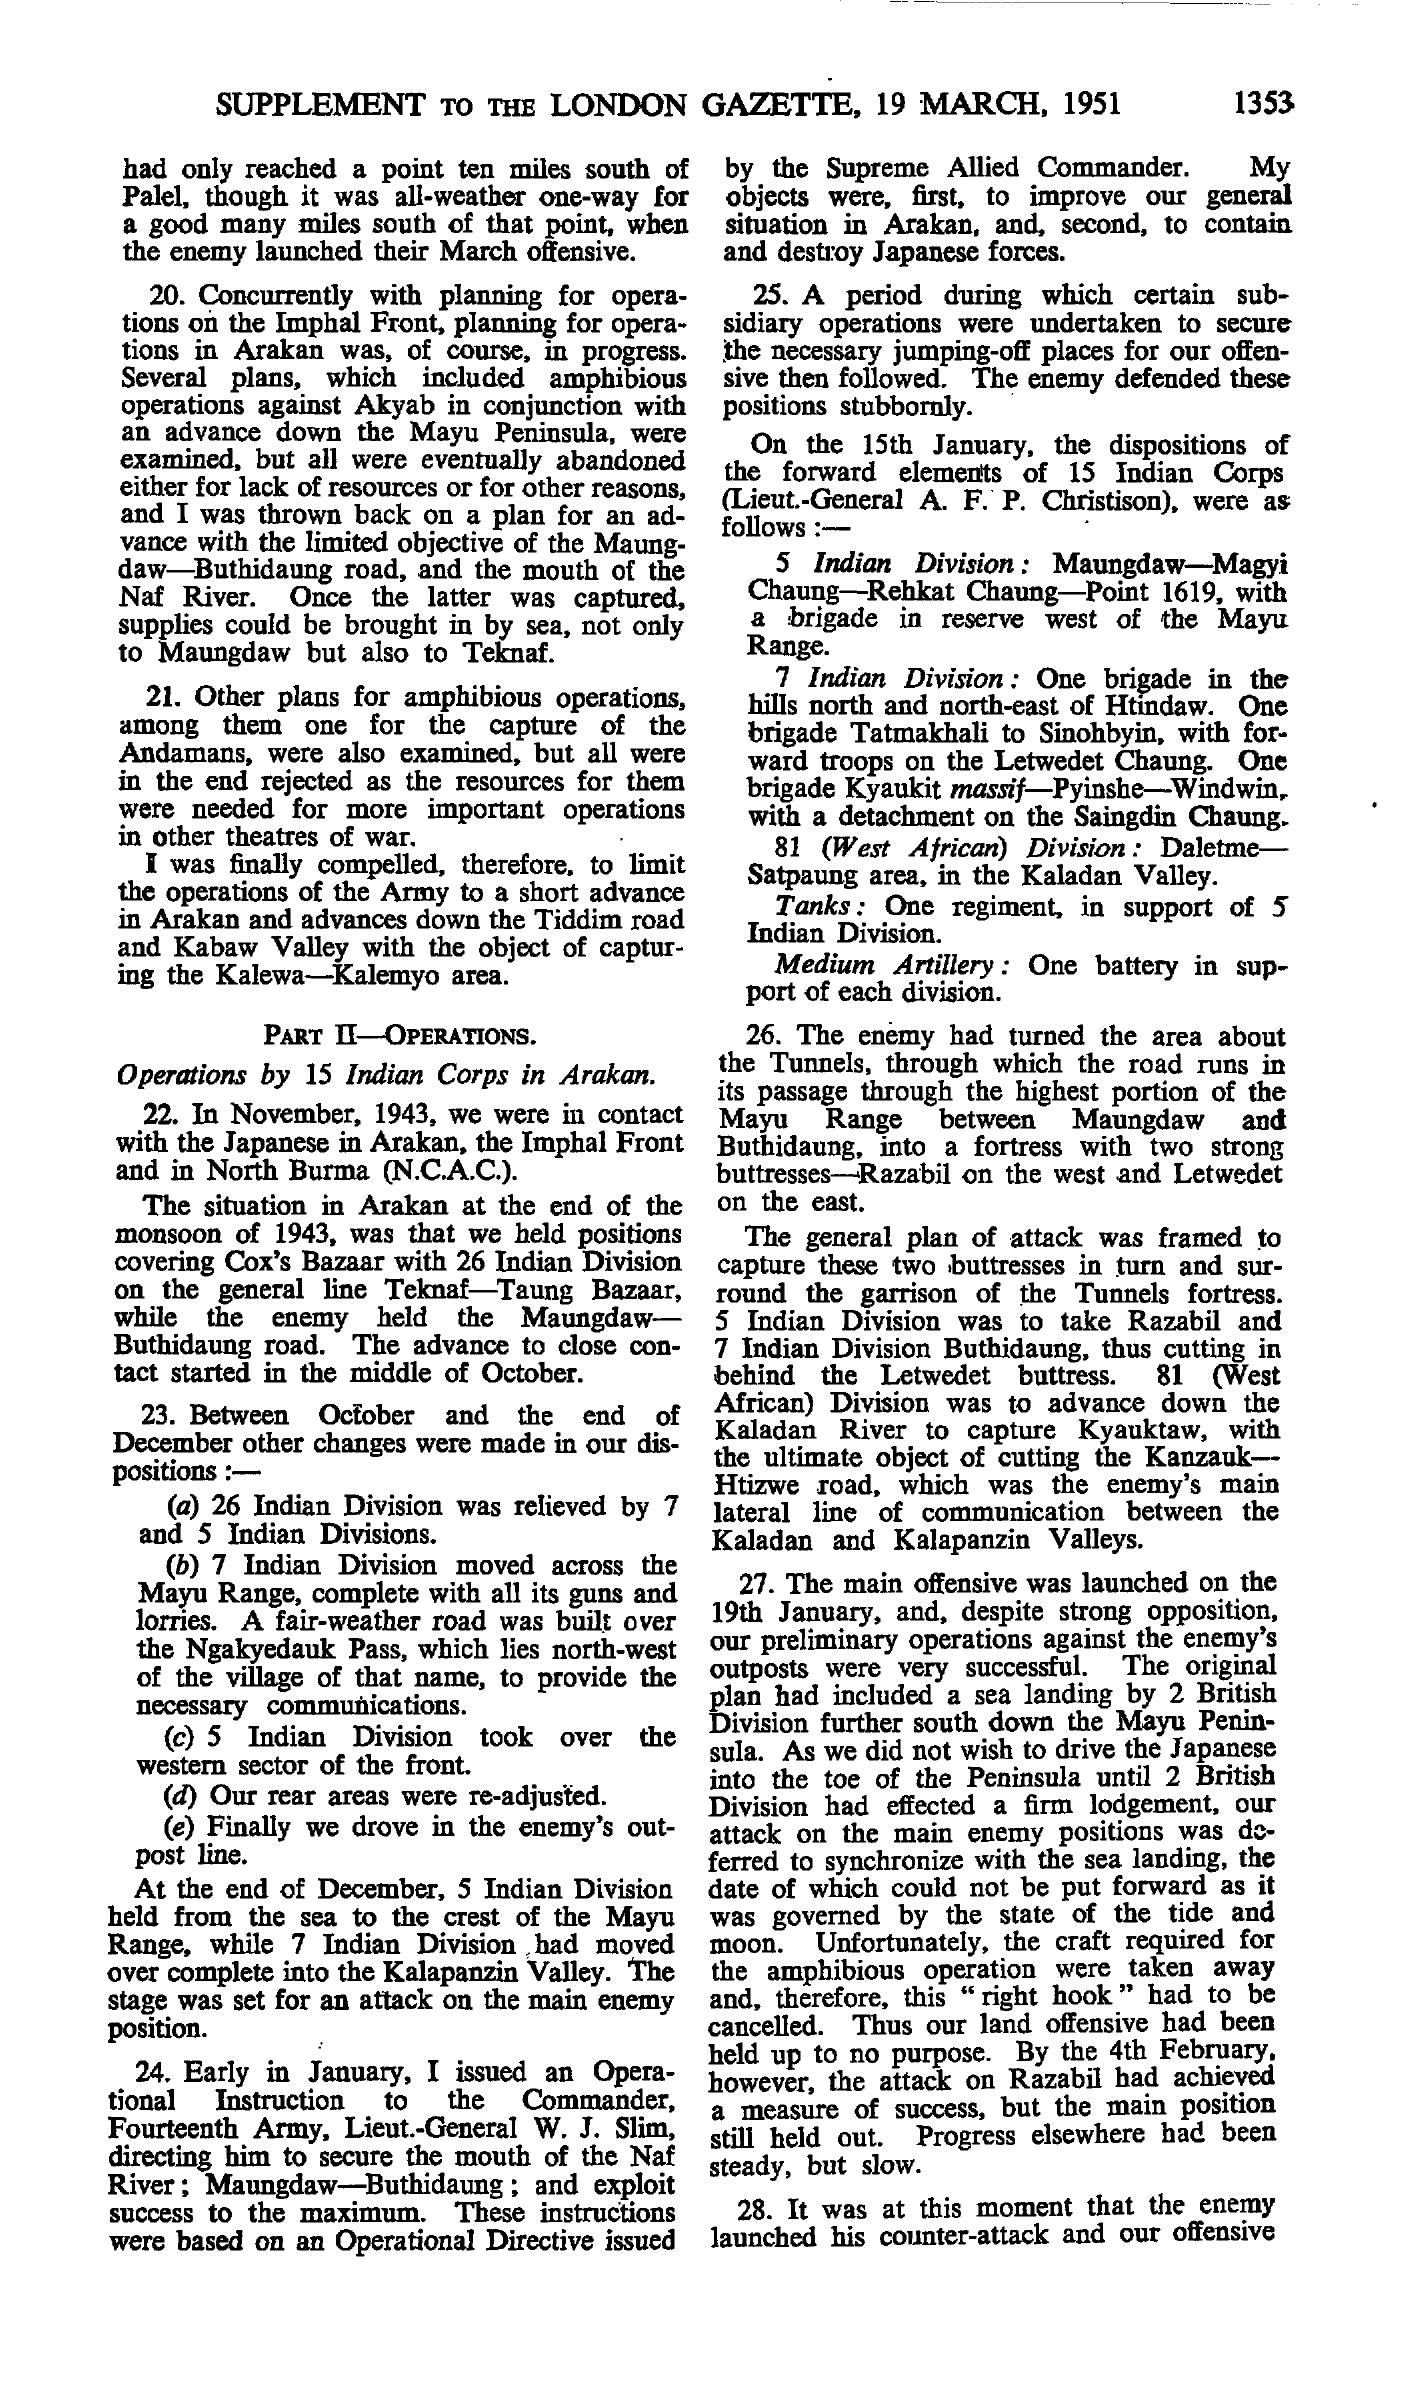 SUPPLEMENT TO THE LONDON GAZETTE, 19 MARCH, 1951 1353
had only reached a point ten miles south of
Palel, though it was all-weather one-way for
a good many miles south of that point, when
the enemy launched their March offensive.
20. Concurrently with planning for opera-
tions on the Imphal Front, planning for opera-
tions in Arakan was, of course, in progress.
Several plans, which included amphibious
operations against Akyab in conjunction with
an advance down the Mayu Peninsula, were
examined, but all were eventually abandoned
either for lack of resources or for other reasons,
and I was thrown back on a plan for an ad-
vance with the limited objective of the Maung-
daw—Buthidaung road, and the mouth of the
Naf River. Once the latter was captured,
supplies could be brought in by sea, not only
to Maungdaw but also to Teknaf.
21. Other plans for amphibious operations,
among them one for the capture of the
Andamans, were also examined, but all were
in the end rejected as the resources for them
were needed for more important operations
in other theatres of war.
I was finally compelled, therefore, to limit
the operations of the Army to a short advance
in Arakan and advances down the Tiddim road
and Kabaw Valley with the object of captur-
ing the Kalewa—Kalemyo area.
PART II—OPERATIONS.
Operations by 15 Indian Corps in Arakan.
22. In November, 1943, we were in contact
with the Japanese in Arakan, the Imphal Front
and in North Burma (N.C.A.C.).
The situation in Arakan at the end of the
monsoon of 1943, was that we held positions
covering Cox's Bazaar with 26 Indian Division
on the general line Teknaf—Taung Bazaar,
while the enemy held the Maungdaw—
Buthidaung road. The advance to close con-
tact started in the middle of October.
23. Between October and the end of
December other changes were made in our dis-
positions :—
(a) 26 Indian Division was relieved by 7
and 5 Indian Divisions.
(b) 7 Indian Division moved across the
Mayu Range, complete with all its guns and
lorries. A fair-weather road was built over
the Ngakyedauk Pass, which lies north-west
of the village of that name, to provide the
necessary communications.
(c) 5 Indian Division took over the
western sector of the front.
(d) Our rear areas were re-adjusted.
(e) Finally we drove in the enemy's out-
post line.
At the end of December, 5 Indian Division
held from the sea to the crest of the Mayu
Range, while 7 Indian Division had moved
over complete into the Kalapanzin Valley. The
stage was set for an attack on the main enemy
position.
24. Early in January, I issued an Opera-
tional Instruction to the Commander,
Fourteenth Army, Lieut.-General W. J. Slim,
directing him to secure the mouth of the Naf
River; Maungdaw—Buthidaung; and exploit
success to the maximum. These instructions
were based on an Operational Directive issued
by the Supreme Allied Commander. My
objects were, first, to improve our general
situation in Arakan, and, second, to contain
and destroy Japanese forces.
25. A period during which certain sub-
sidiary operations were undertaken to secure
the necessary jumping-off places for our offen-
sive then followed. The enemy defended these
positions stubbornly.
On the 15th January, the dispositions of
the forward elements of 15 Indian Corps
(Lieut.-General A. F. P. Christison), were as
follows :—
5 Indian Division: Maungdaw—Magyi
Chaung—Rehkat Chaung—Point 1619, with
a brigade in reserve west of the Mayu
Range.
7 Indian Division: One brigade in the
hills north and north-east of Htindaw. One
brigade Tatmakhali to Sinohbyin, with for-
ward troops on the Letwedet Chaung. One
brigade Kyaukit massif—Pyinshe—Windwin,
with a detachment on the Saingdin Chaung.
81 (West African) Division: Daletme—
Satpaung area, in the Kaladan Valley.
Tanks: One regiment, in support of 5
Indian Division.
Medium Artillery: One battery in sup-
port of each division.
26. The enemy had turned the area about
the Tunnels, through which the road runs in
its passage through the highest portion of the
Mayu Range between Maungdaw and
Buthidaung, into a fortress with two strong
buttresses—Razabil on the west and Letwedet
on the east.
The general plan of attack was framed to
capture these two buttresses in turn and sur-
round the garrison of the Tunnels fortress.
5 Indian Division was to take Razabil and
7 Indian Division Buthidaung, thus cutting in
behind the Letwedet buttress. 81 (West
African) Division was to advance down the
Kaladan River to capture Kyauktaw, with
the ultimate object of cutting the Kanzauk—
Htizwe road, which was the enemy's main
lateral line of communication between the
Kaladan and Kalapanzin Valleys.
27. The main offensive was launched on the
19th January, and, despite strong opposition,
our preliminary operations against the enemy's
outposts were very successful. The original
plan had included a sea landing by 2 British
Division further south down the Mayu Penin-
sula. As we did not wish to drive the Japanese
into the toe of the Peninsula until 2 British
Division had effected a firm lodgement, our
attack on the main enemy positions was de-
ferred to synchronize with the sea landing, the
date of which could not be put forward as it
was governed by the state of the tide and
moon. Unfortunately, the craft required for
the amphibious operation were taken away
and, therefore, this "right hook" had to be
cancelled. Thus our land offensive had been
held up to no purpose. By the 4th February,
however, the attack on Razabil had achieved
a measure of success, but the main position
still held out. Progress elsewhere had been
steady, but slow.
28. It was at this moment that the enemy
launched his counter-attack and our offensive